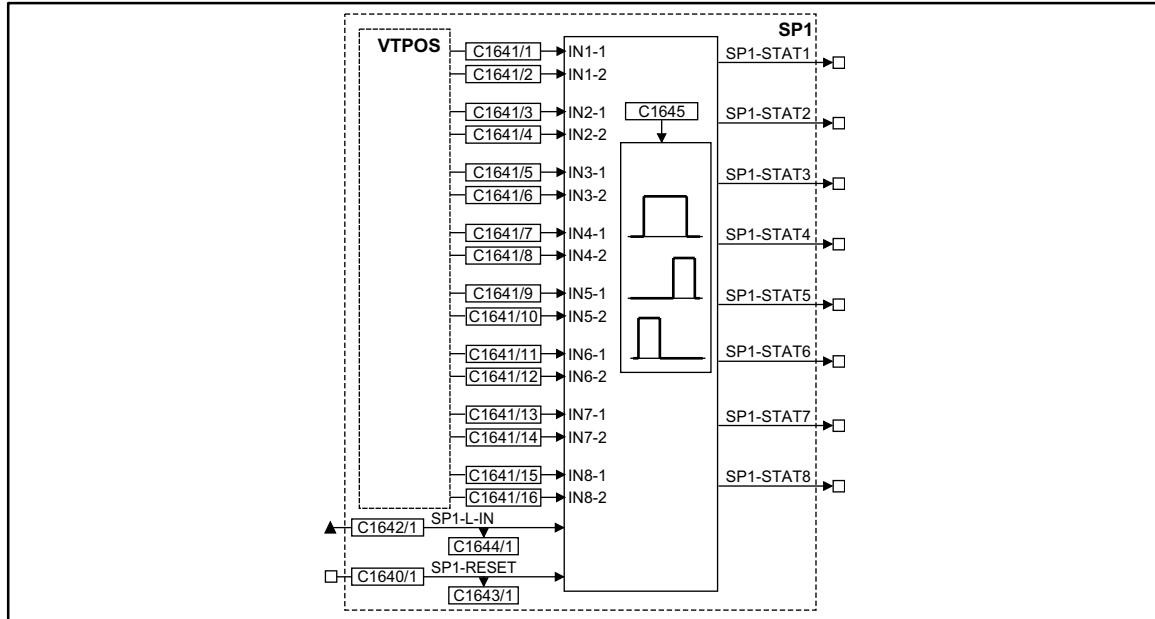 SP1
VTPOS
C1641/1 IN1-1 SP1-STAT1
C1641/2 IN1-2
C1641/3 IN2-1 C1645 SP1-STAT2
C1641/4 IN2-2
C1641/5 IN3-1 SP1-STAT3
C1641/6 IN3-2
C1641/7 IN4-1 SP1-STAT4
C1641/8 IN4-2
C1641/9 IN5-1 SP1-STAT5
C1641/10 IN5-2
C1641/11 IN6-1 SP1-STAT6
C1641/12 IN6-2
C1641/13 IN7-1 SP1-STAT7
C1641/14 IN7-2
C1641/15 IN8-1 SP1-STAT8
C1641/16 IN8-2
C1642/1 SP1-L-IN
C1644/1
C1640/1 SP1-RESET
C1643/1